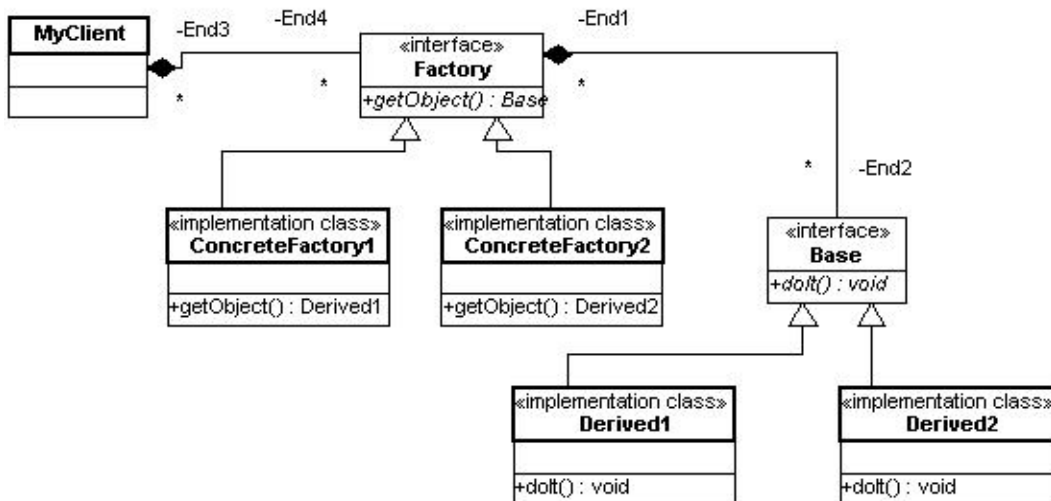 MyClient
-End3
-End4
*
*
«interface»
Factory
+getObject() : Base
-End1
*
*
-End2
«implementation class»
ConcreteFactory1
+getObject() : Derived1
«implementation class»
ConcreteFactory2
+getObject() : Derived2
«interface»
Base
+doIt() : void
«implementation class»
Derived1
+doIt() : void
«implementation class»
Derived2
+doIt() : void